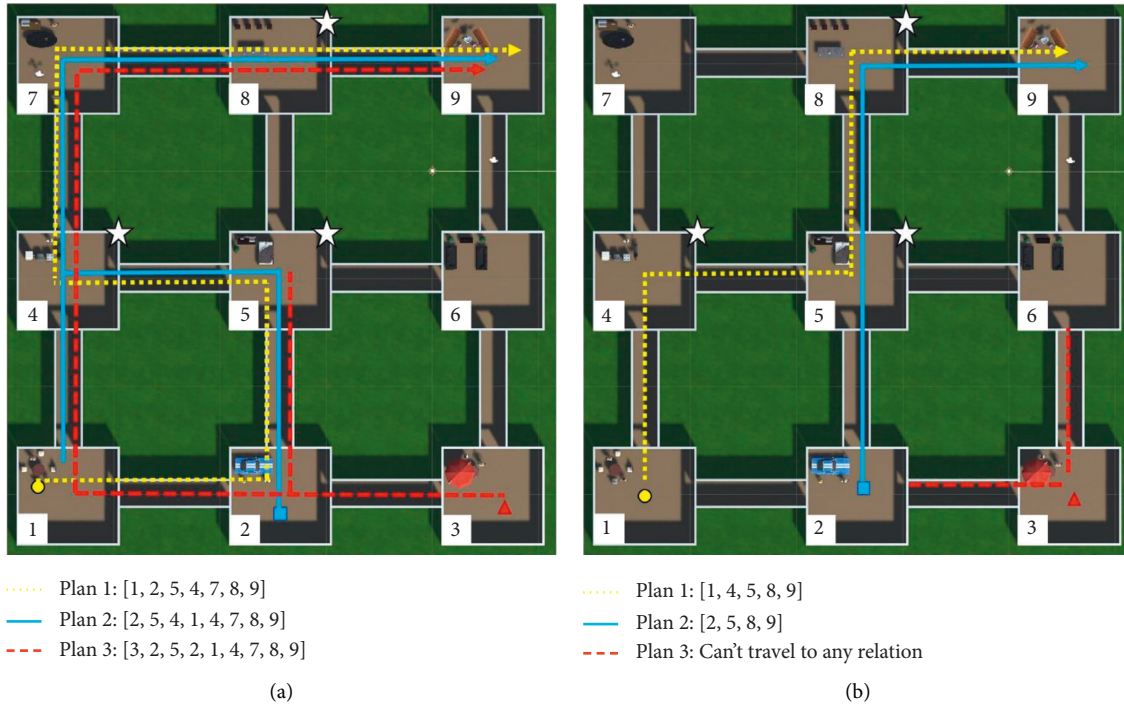 7 8 9
4 5 6
1 2 3
Plan 1: [1, 2, 5, 4, 7, 8, 9]
Plan 2: [2, 5, 4, 1, 4, 7, 8, 9]
Plan 3: [3, 2, 5, 2, 1, 4, 7, 8, 9]
(a)
7 8 9
4 5 6
1 2 3
Plan 1: [1, 4, 5, 8, 9]
Plan 2: [2, 5, 8, 9]
Plan 3: Can't travel to any relation
(b)